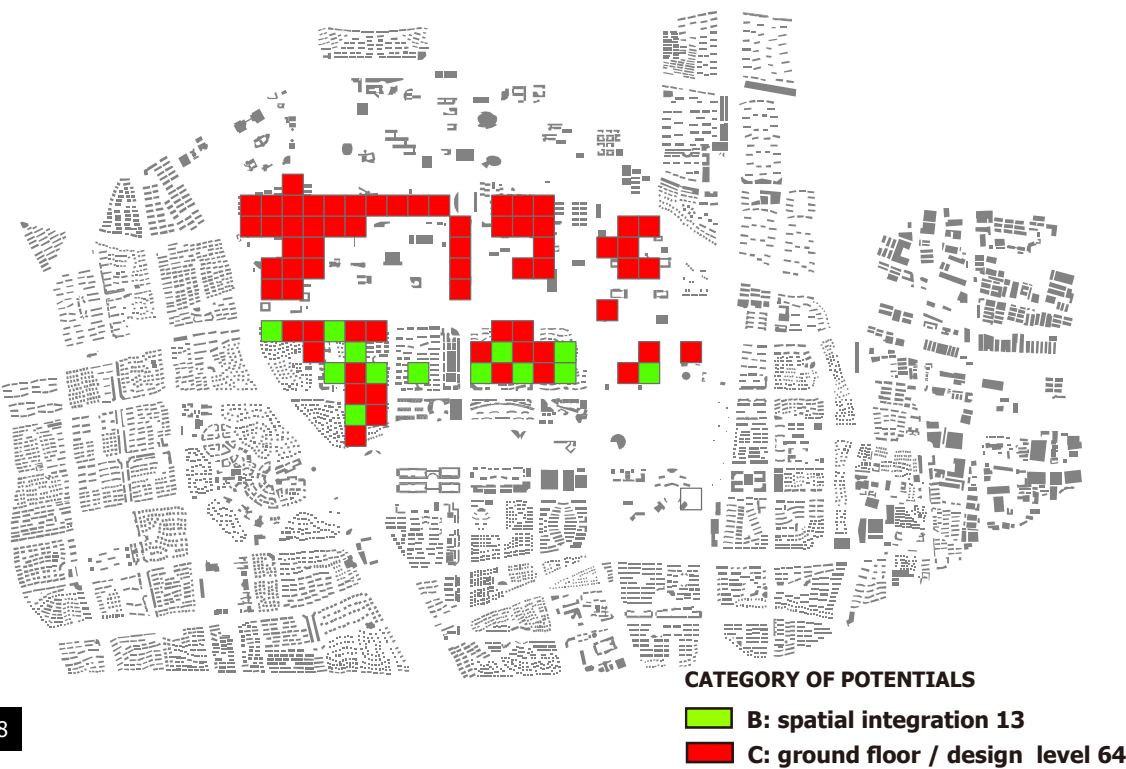 CATEGORY OF POTENTIALS
B: spatial integration 13
8
C: ground floor / design level 64